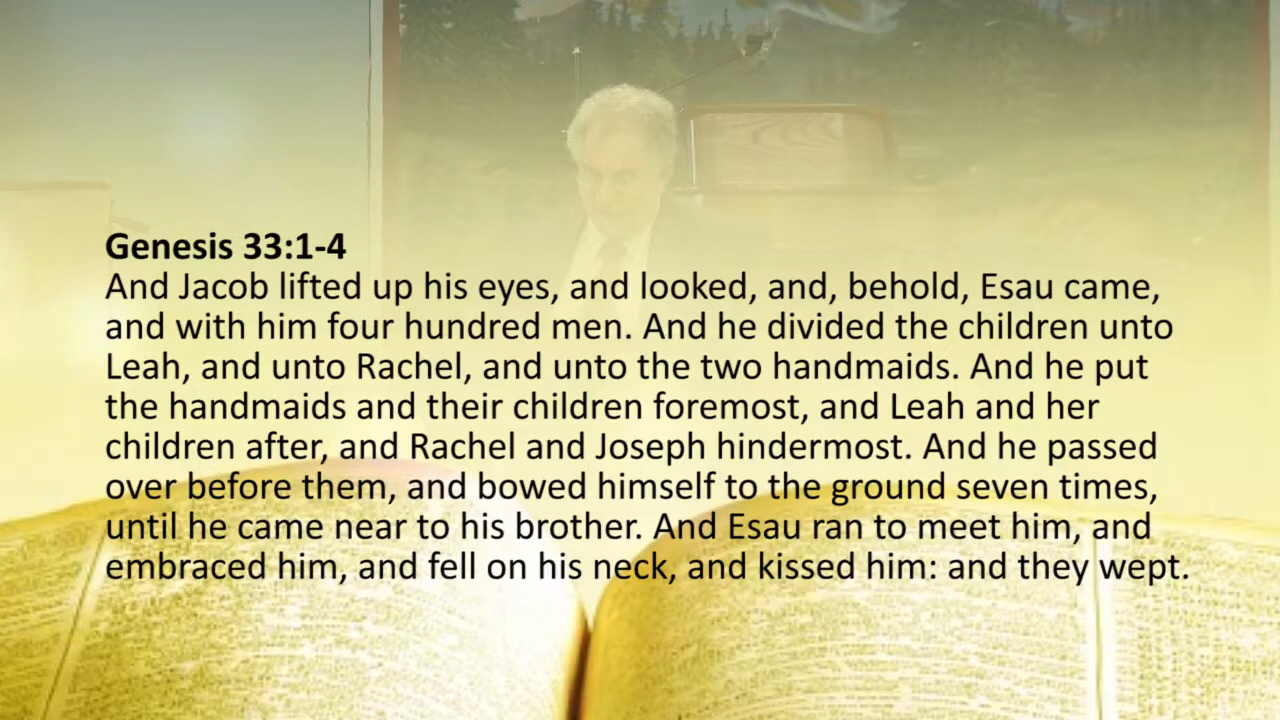 Genesis 33:1-4
And Jacob lifted up his eyes, and looked, and, behold, Esau came,
and with him four hundred men. And he divided the children unto
Leah, and unto Rachel, and unto the two handmaids. And he put
the handmaids and their children foremost, and Leah and her
children after, and Rachel and Joseph hindermost. And he passed
over before them, and bowed himself to the ground seven times,
until he came near to his brother. And Esau ran to meet him, and
embraced him, and fell on his neck, and kissed him: and they wept.